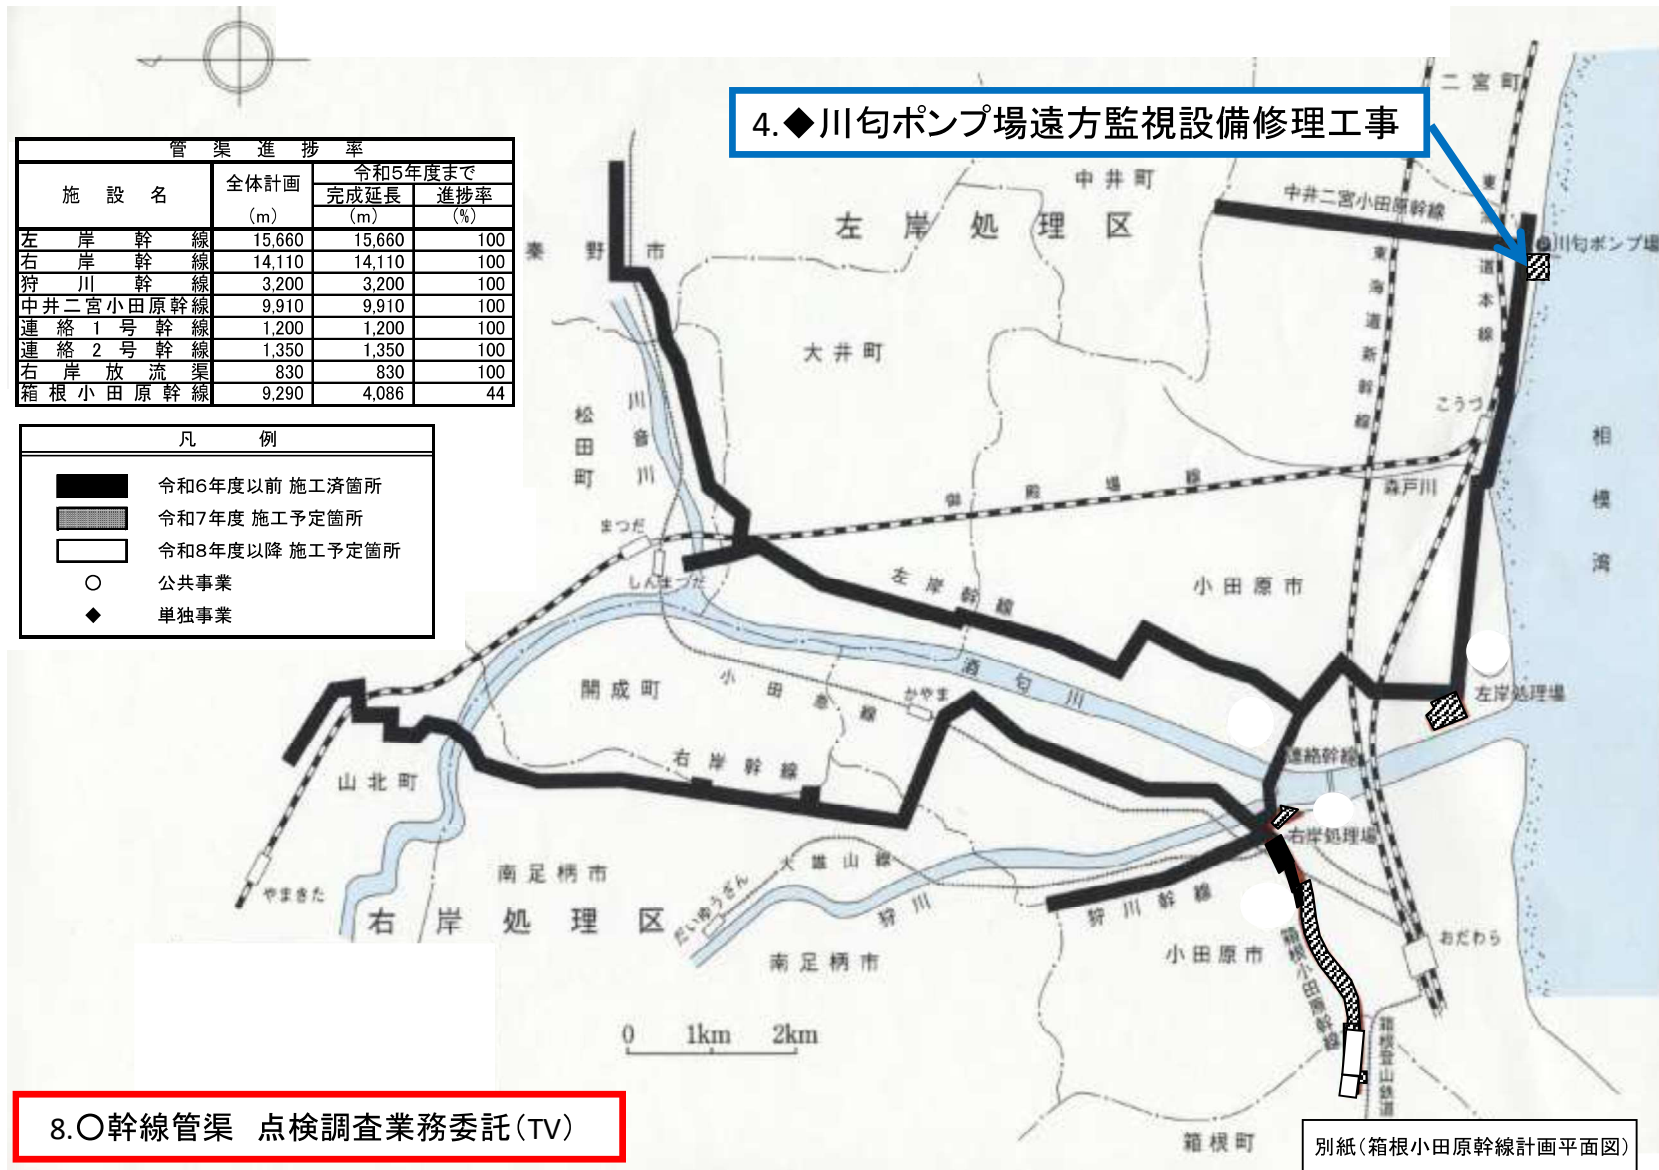 4.◆川匂ポンプ場遠方監視設備修理工事
管渠進捗率
施設名 全体計画(m) 令和5年度まで
完成延長(m) 進捗率(%)
左岸幹線 15,660 15,660 100
右岸幹線 14,110 14,110 100
狩川幹線 3,200 3,200 100
中井二宮小田原幹線 9,910 9,910 100
連絡1号幹線 1,200 1,200 100
連絡2号幹線 1,350 1,350 100
右岸放流渠 830 830 100
箱根小田原幹線 9,290 4,086 44
凡例
令和6年度以前 施工済箇所
令和7年度 施工予定箇所
令和8年度以降 施工予定箇所
○ 公共事業
◆ 単独事業
二宮町
中井町
中井二宮小田原幹線
左岸処理区
秦野市
川匂ポンプ場
東海道新幹線
東海道本線
大井町
松田町
川音川
こうづ
相模湾
森戸川
御殿場線
まつだ
しんまつだ
左岸幹線
小田原市
酒匂川
開成町
小田急線
かやま
左岸処理場
連絡幹線
右岸幹線
山北町
右岸処理場
大雄山線
だいゆうざん
やまきた
南足柄市
右岸処理区
狩川
狩川幹線
南足柄市
小田原市
おだわら
箱根小田原幹線
箱根登山鉄道
0 1km 2km
箱根町
8.○幹線管渠 点検調査業務委託(TV)
別紙(箱根小田原幹線計画平面図)